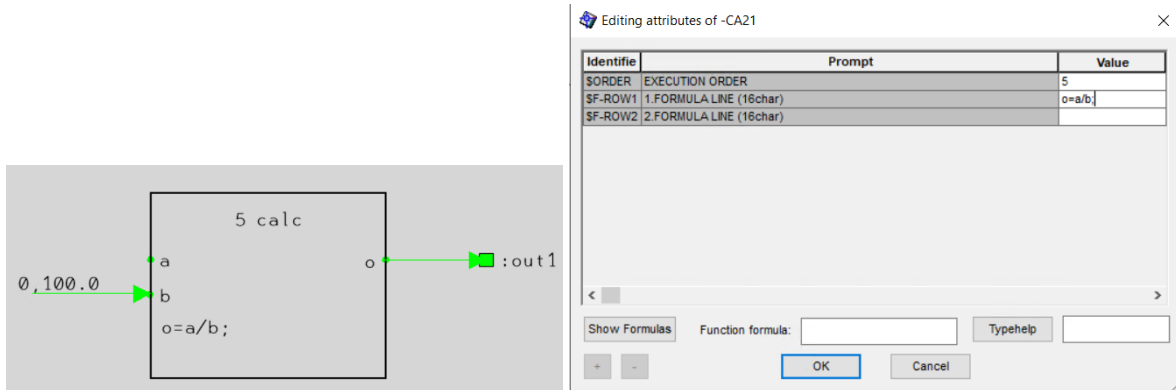 5 calc
a
o
:out1
0,100.0
b
o=a/b;
Editing attributes of -CA21
Identifie Prompt Value
$ORDER EXECUTION ORDER 5
$F-ROW1 1.FORMULA LINE (16char) o=a/b;
$F-ROW2 2.FORMULA LINE (16char)
Show Formulas Function formula: Typehelp
+ - OK Cancel